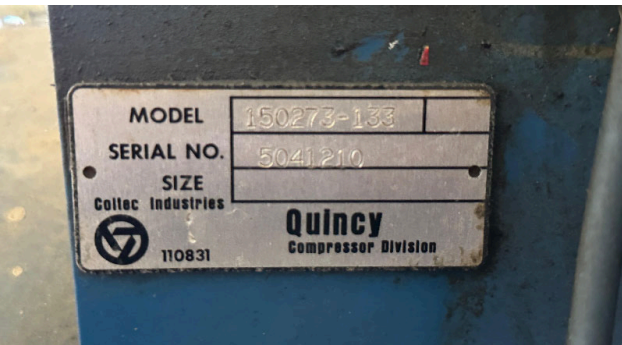 MODEL 150273-133
SERIAL NO. 5041210
SIZE
Coltec Industries
Quincy
Compressor Division
110831